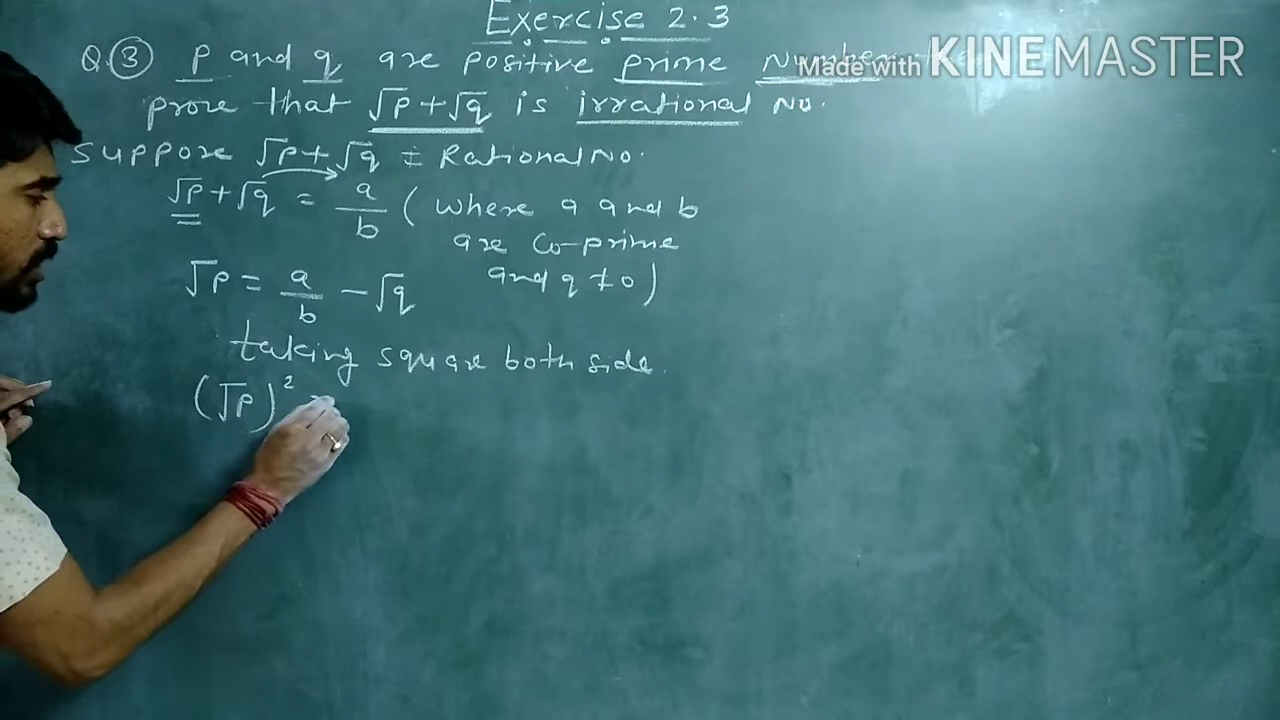 Exercise 2.3
Q. 3 p and q are positive prime Number
Made with KINEMASTER
prove that √p+√q is irrational No.
Suppose √p+√q = Rational No.
√p+√q = a/b ( where a and b
are Co-prime
and q ≠ 0 )
√p = a/b - √q
taking square both side.
(√p)² =